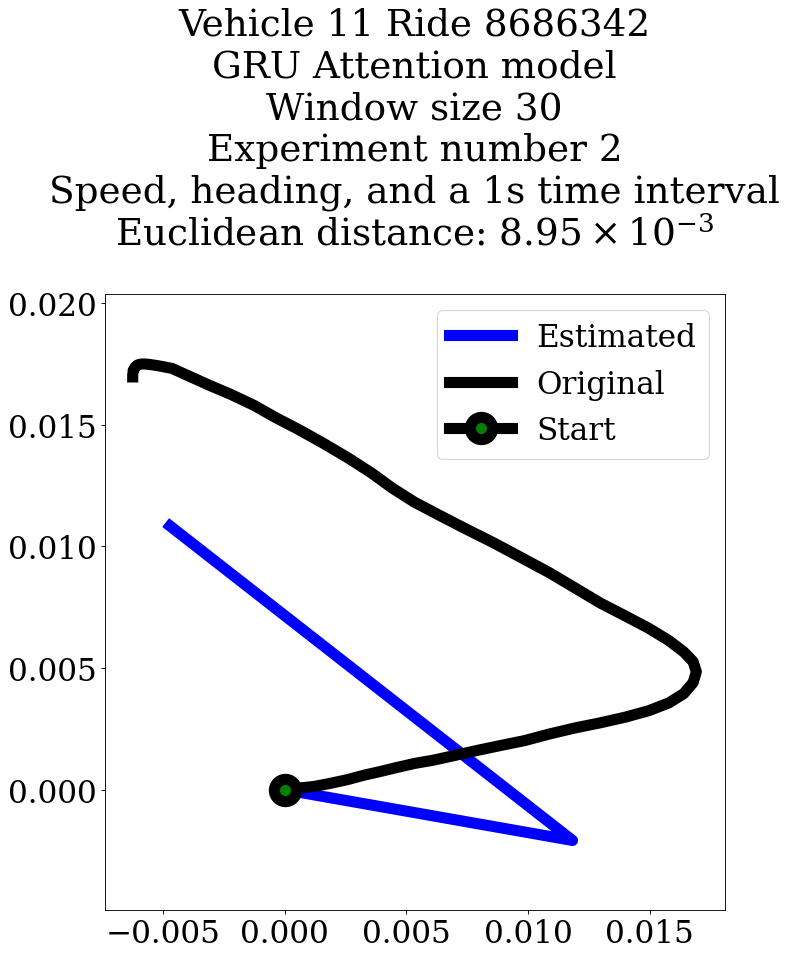 Vehicle 11 Ride 8686342
GRU Attention model
Window size 30
Experiment number 2
Speed, heading, and a 1s time interval
Euclidean distance: 8.95 × 10⁻³
0.020
Estimated
Original
Start
0.015
0.010
0.005
0.000
−0.005 0.000 0.005 0.010 0.015